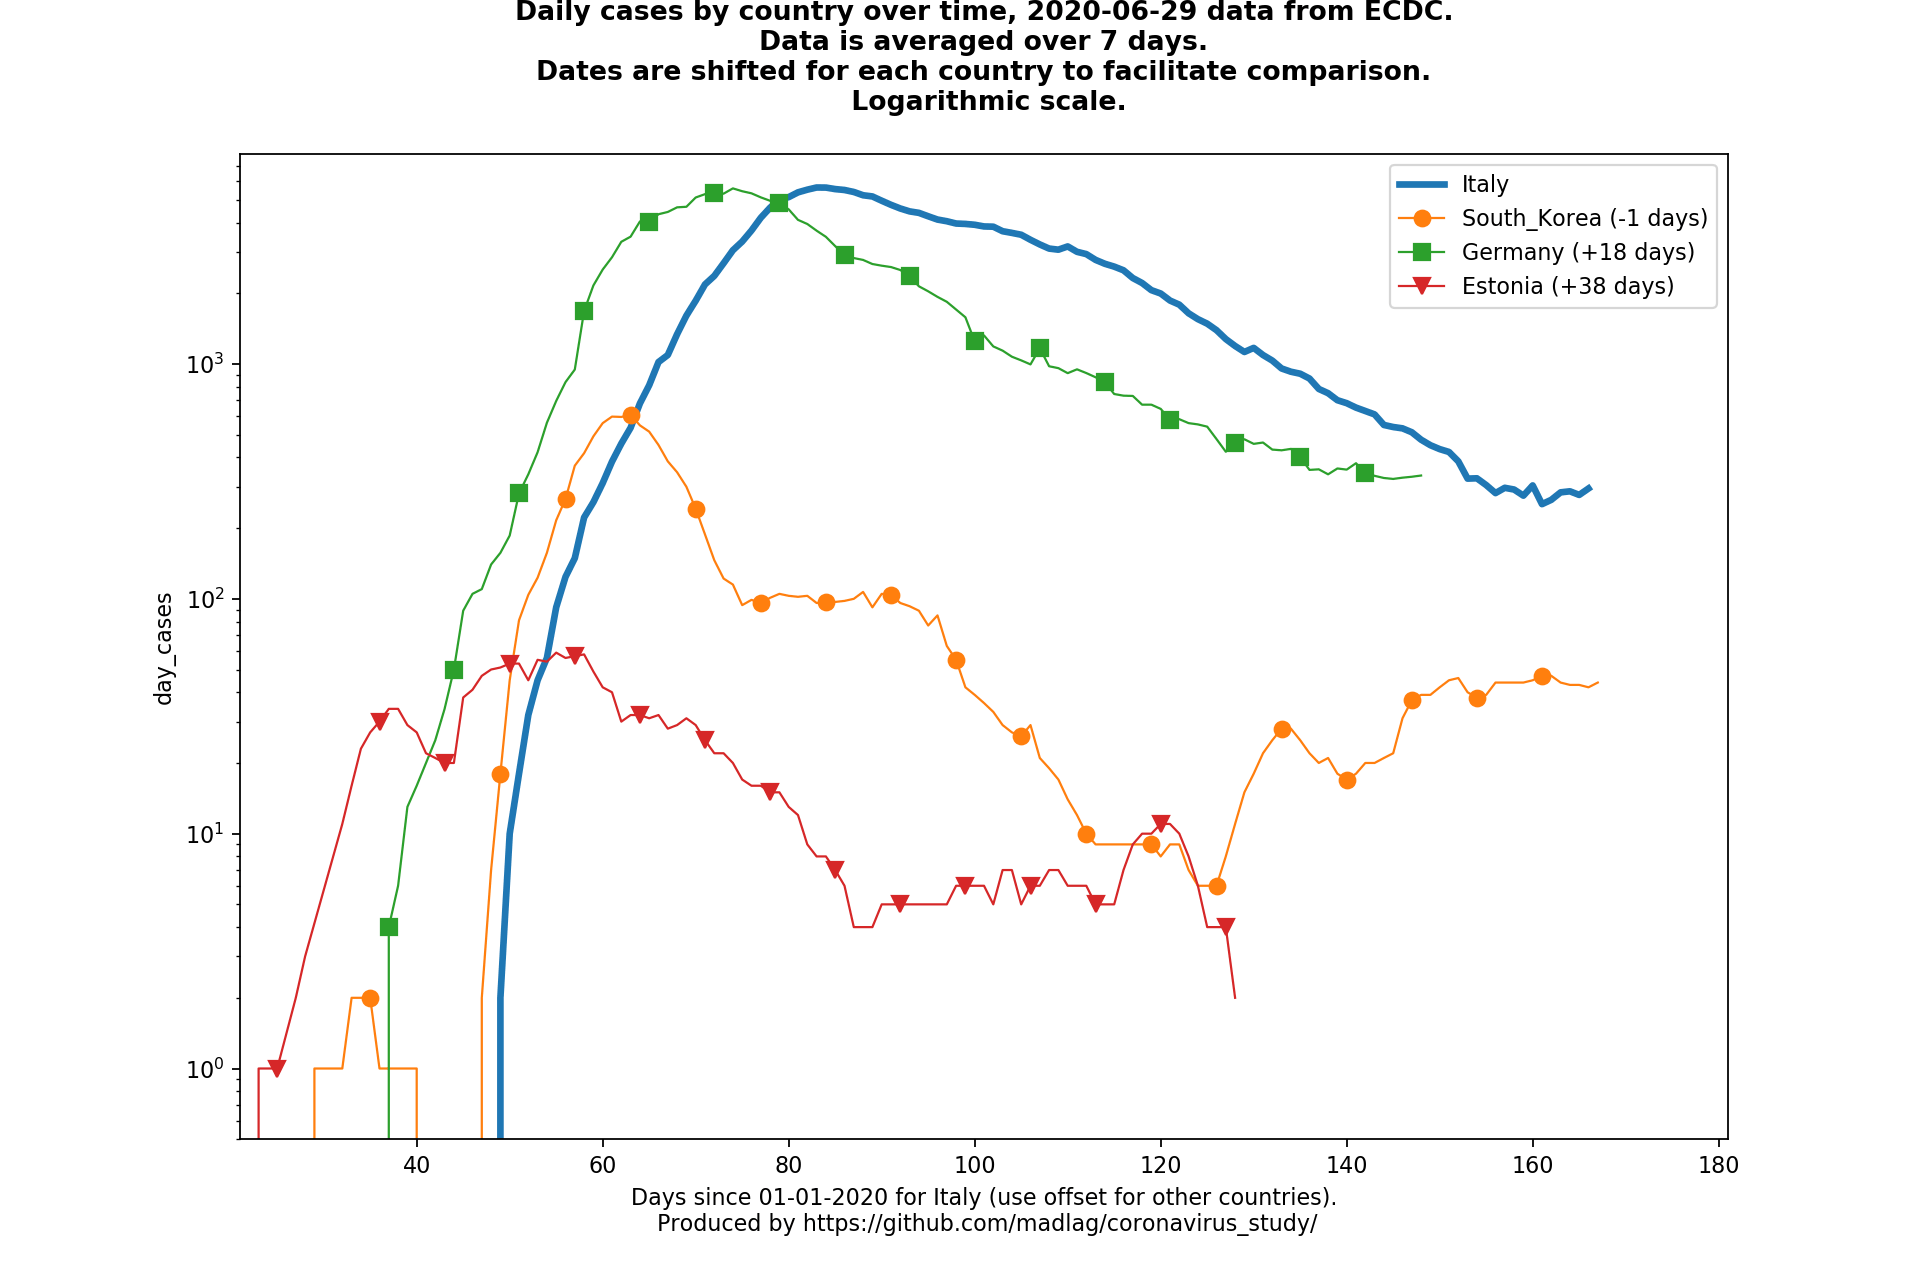 Daily cases by country over time, 2020-06-29 data from ECDC.
Data is averaged over 7 days.
Dates are shifted for each country to facilitate comparison.
Logarithmic scale.
Italy
South_Korea (-1 days)
Germany (+18 days)
Estonia (+38 days)
day_cases
10³
10²
10¹
10⁰
40 60 80 100 120 140 160 180
Days since 01-01-2020 for Italy (use offset for other countries).
Produced by https://github.com/madlag/coronavirus_study/